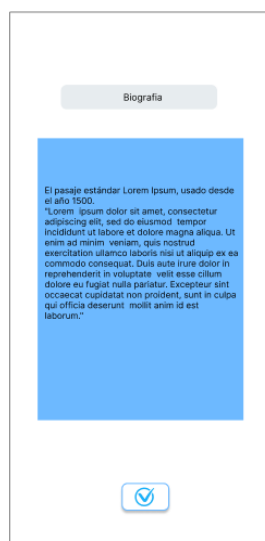 Biografia
El pasaje estándar Lorem Ipsum, usado desde
el año 1500.
"Lorem ipsum dolor sit amet, consectetur
adipiscing elit, sed do eiusmod tempor
incididunt ut labore et dolore magna aliqua. Ut
enim ad minim veniam, quis nostrud
exercitation ullamco laboris nisi ut aliquip ex ea
commodo consequat. Duis aute irure dolor in
reprehenderit in voluptate velit esse cillum
dolore eu fugiat nulla pariatur. Excepteur sint
occaecat cupidatat non proident, sunt in culpa
qui officia deserunt mollit anim id est
laborum."